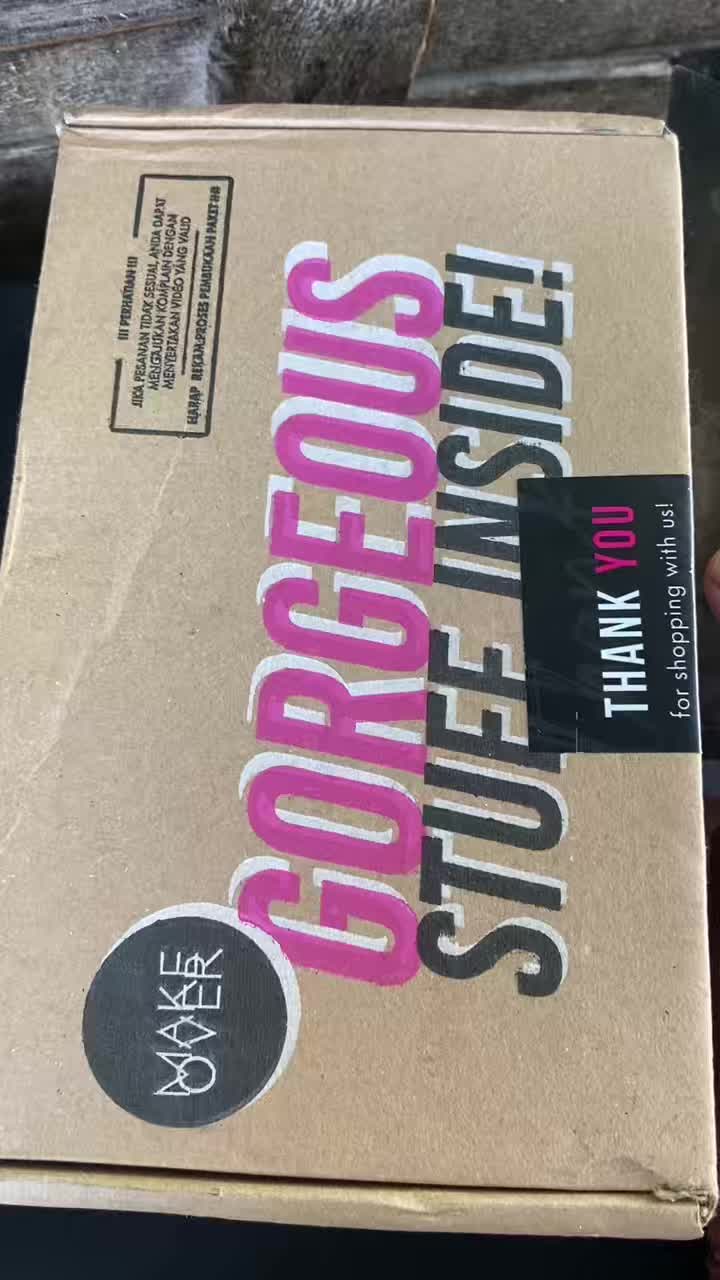 MAKE
OVER
GORGEOUS
STUFF INSIDE!
THANK YOU
for shopping with us!
!!! PERHATIAN !!!
JIKA PESANAN TIDAK SESUAI, ANDA DAPAT
MENGAJUKAN KOMPLAIN DENGAN
MENYERTAKAN VIDEO YANG VALID
HARAP REKAM PROSES PEMBUKAAN PAKET INI